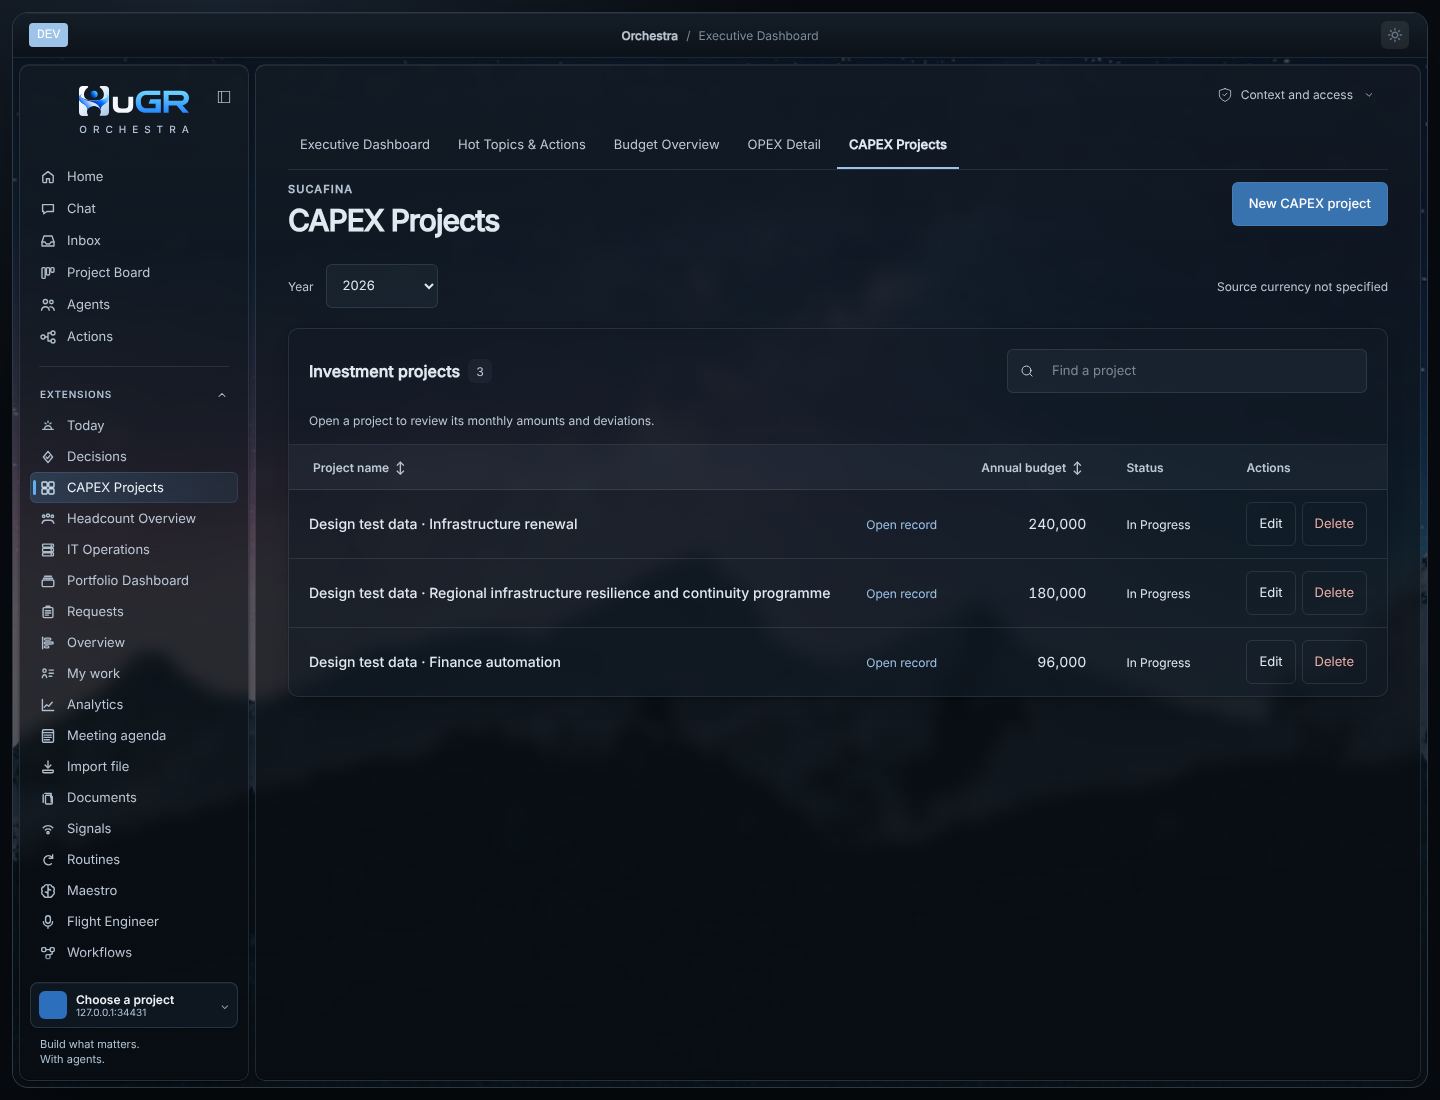 DEV
Orchestra / Executive Dashboard
HuGR
ORCHESTRA
Context and access
Home
Chat
Inbox
Project Board
Agents
Actions
EXTENSIONS
Today
Decisions
CAPEX Projects
Headcount Overview
IT Operations
Portfolio Dashboard
Requests
Overview
My work
Analytics
Meeting agenda
Import file
Documents
Signals
Routines
Maestro
Flight Engineer
Workflows
Choose a project
127.0.0.1:34431
Build what matters.
With agents.
Executive Dashboard Hot Topics & Actions Budget Overview OPEX Detail CAPEX Projects
SUCAFINA
CAPEX Projects
New CAPEX project
Year 2026 Source currency not specified
Investment projects 3 Find a project
Open a project to review its monthly amounts and deviations.
Project name Annual budget Status Actions
Design test data · Infrastructure renewal Open record 240,000 In Progress Edit Delete
Design test data · Regional infrastructure resilience and continuity programme Open record 180,000 In Progress Edit Delete
Design test data · Finance automation Open record 96,000 In Progress Edit Delete